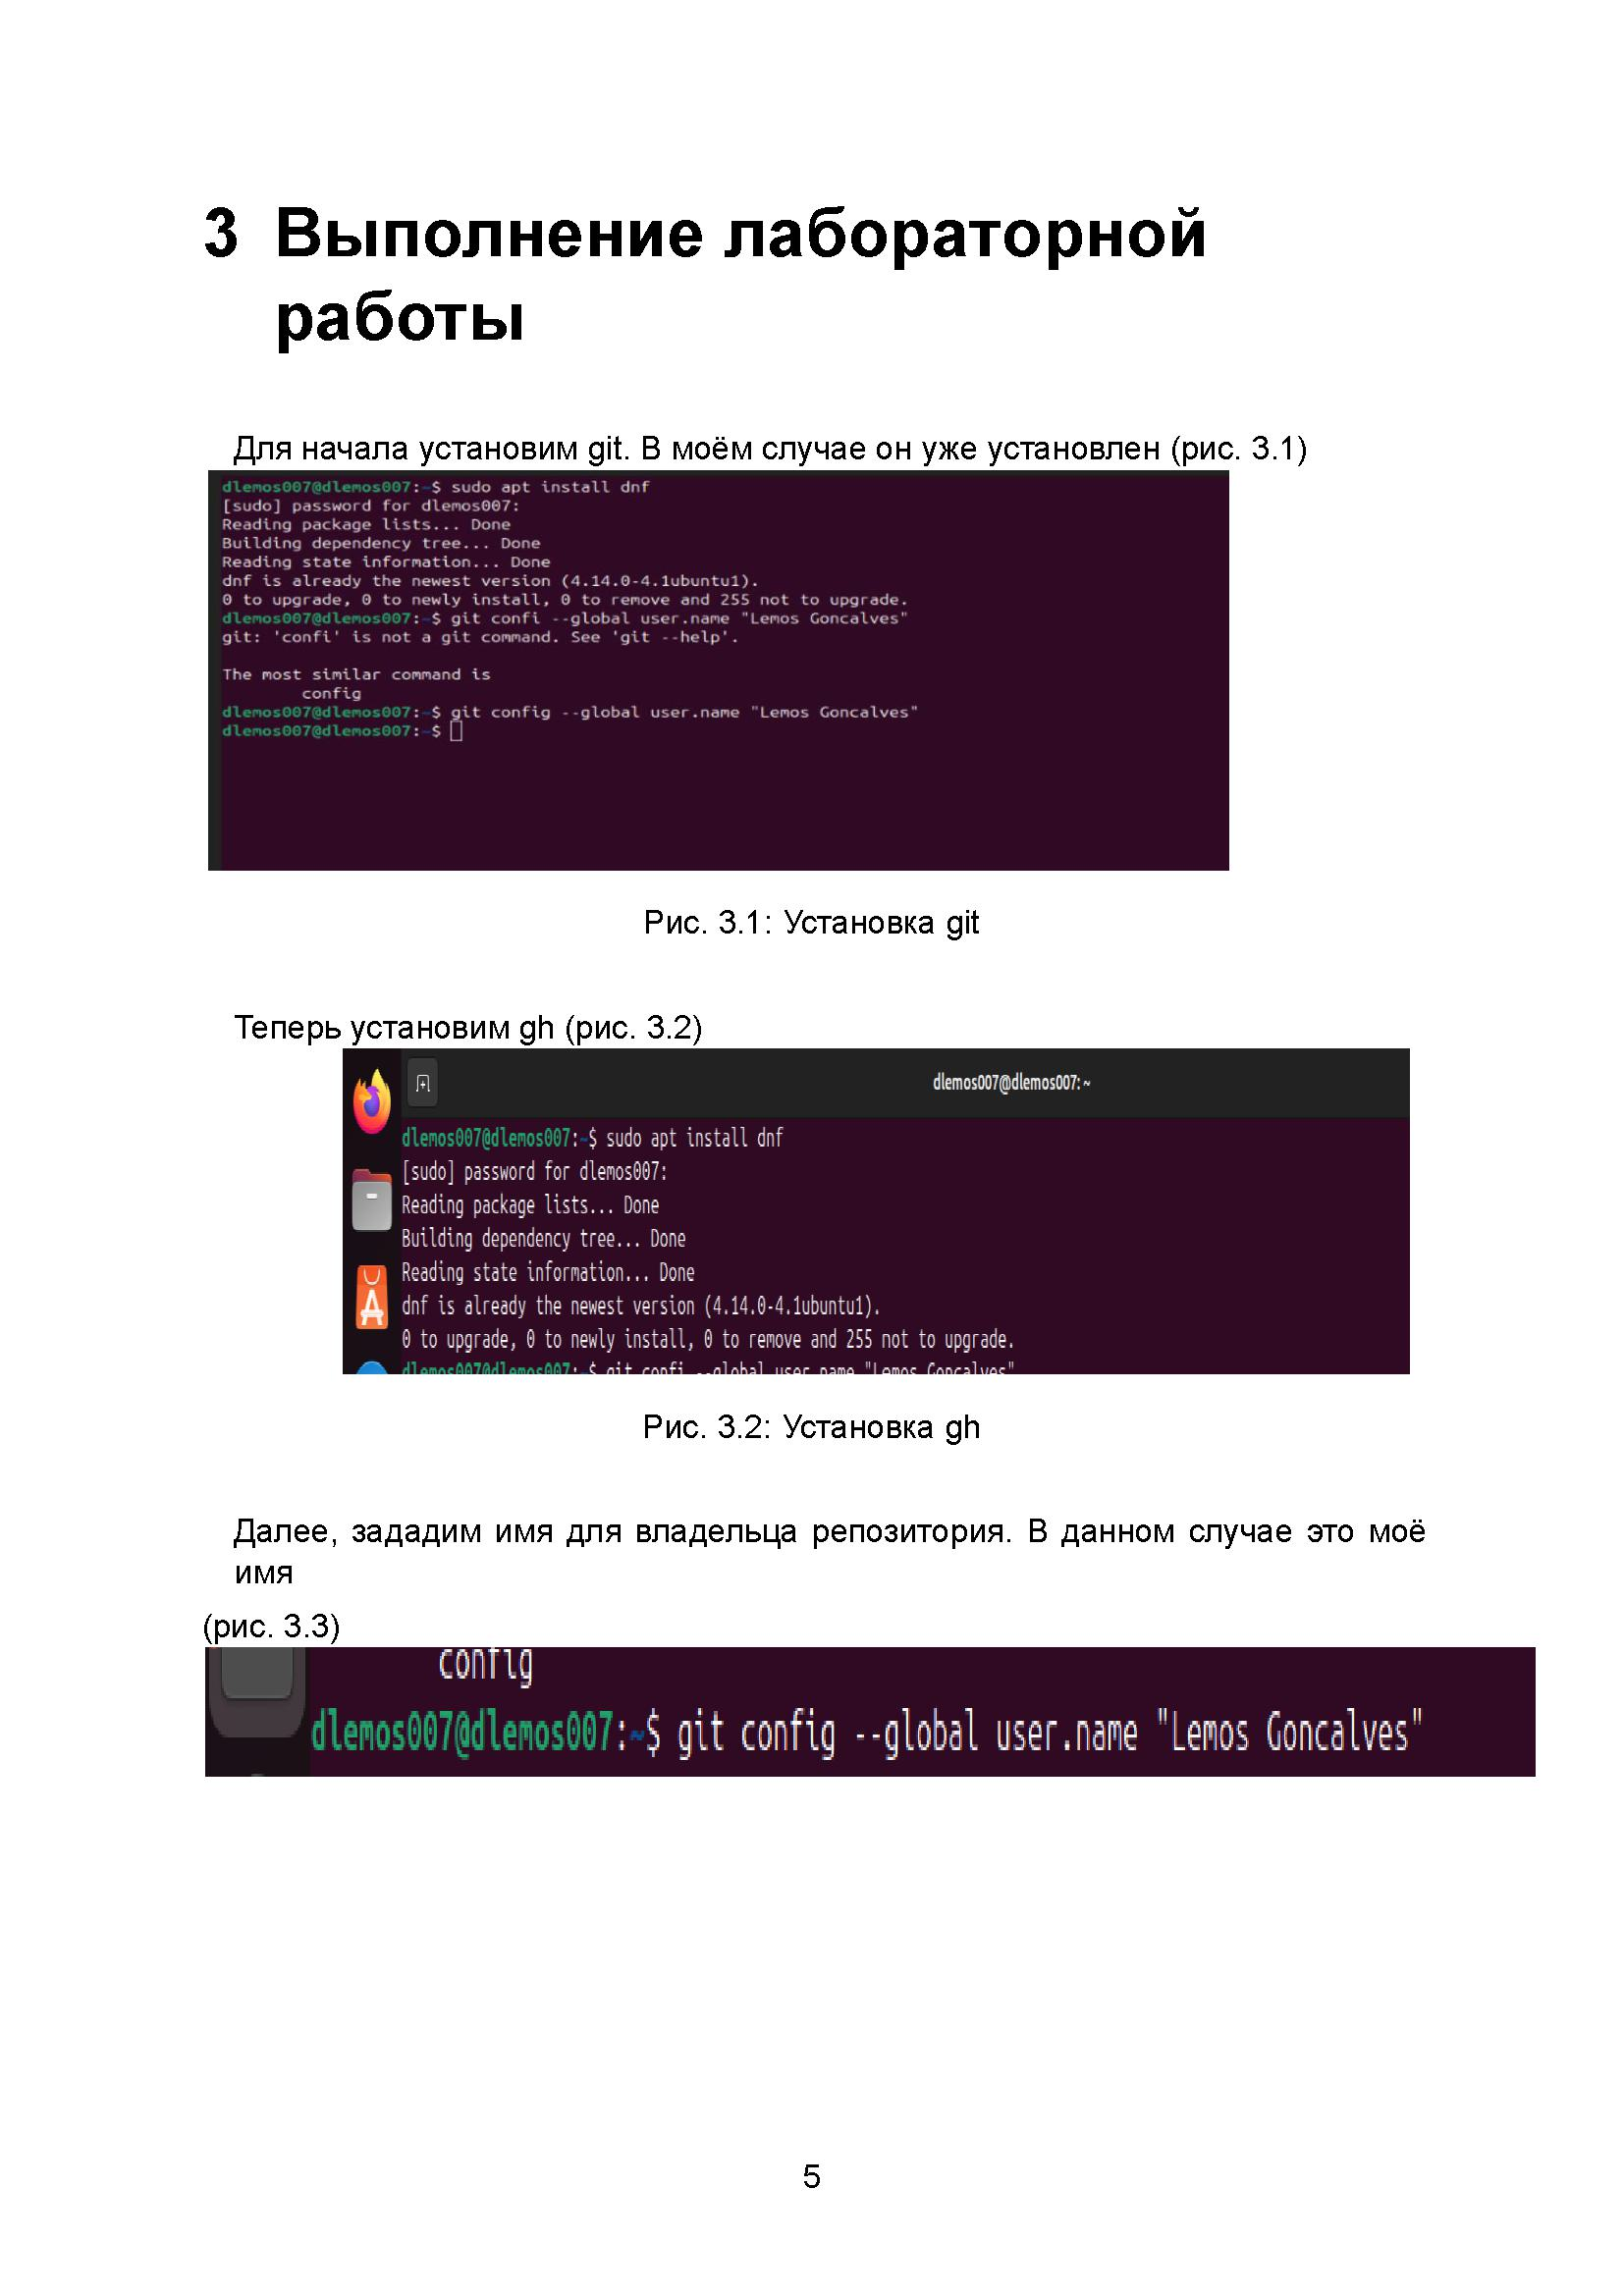 3 Выполнение лабораторной
работы
Для начала установим git. В моём случае он уже установлен (рис. 3.1)
dlemos007@dlemos007:~$ sudo apt install dnf
[sudo] password for dlemos007:
Reading package lists... Done
Building dependency tree... Done
Reading state information... Done
dnf is already the newest version (4.14.0-4.1ubuntu1).
0 to upgrade, 0 to newly install, 0 to remove and 255 not to upgrade.
dlemos007@dlemos007:~$ git confi --global user.name "Lemos Goncalves"
git: 'confi' is not a git command. See 'git --help'.
The most similar command is
config
dlemos007@dlemos007:~$ git config --global user.name "Lemos Goncalves"
dlemos007@dlemos007:~$
Рис. 3.1: Установка git
Теперь установим gh (рис. 3.2)
dlemos007@dlemos007: ~
dlemos007@dlemos007:~$ sudo apt install dnf
[sudo] password for dlemos007:
Reading package lists... Done
Building dependency tree... Done
Reading state information... Done
dnf is already the newest version (4.14.0-4.1ubuntu1).
0 to upgrade, 0 to newly install, 0 to remove and 255 not to upgrade.
dlemos007@dlemos007:~$ git confi --global user.name "Lemos Goncalves"
Рис. 3.2: Установка gh
Далее, зададим имя для владельца репозитория. В данном случае это моё
имя
(рис. 3.3)
config
dlemos007@dlemos007:~$ git config --global user.name "Lemos Goncalves"
5